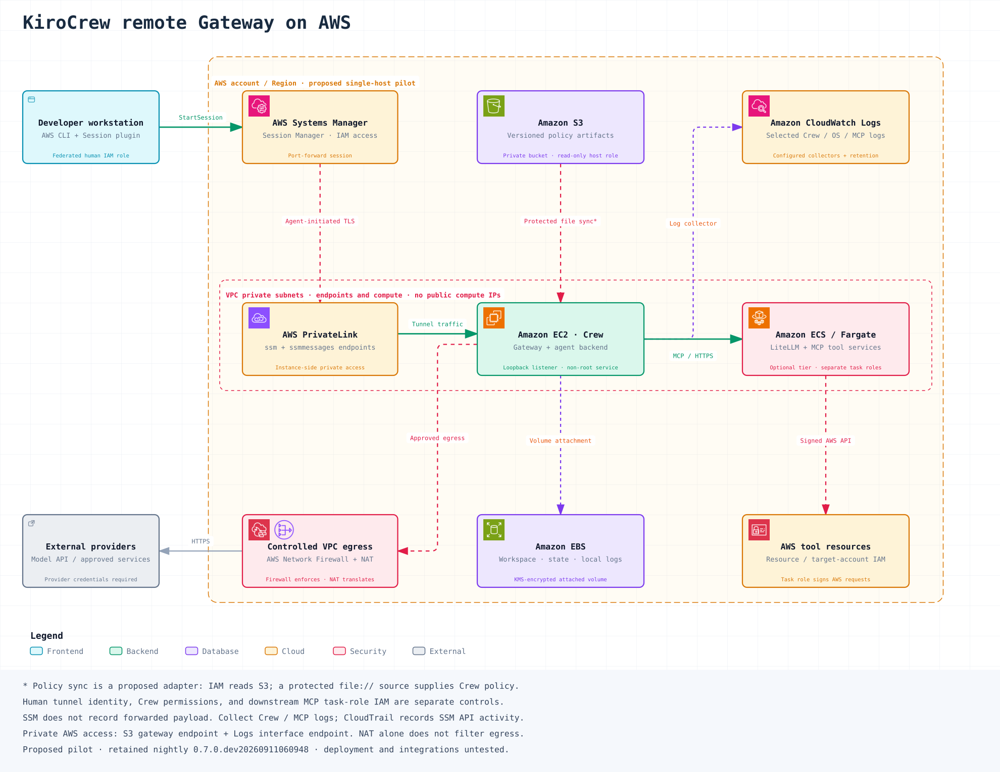 KiroCrew remote Gateway on AWS
AWS account / Region · proposed single-host pilot
Developer workstation
AWS CLI + Session plugin
Federated human IAM role
StartSession
AWS Systems Manager
Session Manager · IAM access
Port-forward session
Amazon S3
Versioned policy artifacts
Private bucket · read-only host role
Amazon CloudWatch Logs
Selected Crew / OS / MCP logs
Configured collectors + retention
Agent-initiated TLS
Protected file sync*
Log collector
VPC private subnets · endpoints and compute · no public compute IPs
AWS PrivateLink
ssm + ssmmessages endpoints
Instance-side private access
Tunnel traffic
Amazon EC2 · Crew
Gateway + agent backend
Loopback listener · non-root service
MCP / HTTPS
Amazon ECS / Fargate
LiteLLM + MCP tool services
Optional tier · separate task roles
Approved egress
Volume attachment
Signed AWS API
External providers
Model API / approved services
Provider credentials required
HTTPS
Controlled VPC egress
AWS Network Firewall + NAT
Firewall enforces · NAT translates
Amazon EBS
Workspace · state · local logs
KMS-encrypted attached volume
AWS tool resources
Resource / target-account IAM
Task role signs AWS requests
Legend
Frontend
Backend
Database
Cloud
Security
External
* Policy sync is a proposed adapter: IAM reads S3; a protected file:// source supplies Crew policy.
Human tunnel identity, Crew permissions, and downstream MCP task-role IAM are separate controls.
SSM does not record forwarded payload. Collect Crew / MCP logs; CloudTrail records SSM API activity.
Private AWS access: S3 gateway endpoint + Logs interface endpoint. NAT alone does not filter egress.
Proposed pilot · retained nightly 0.7.0.dev20260911060948 · deployment and integrations untested.